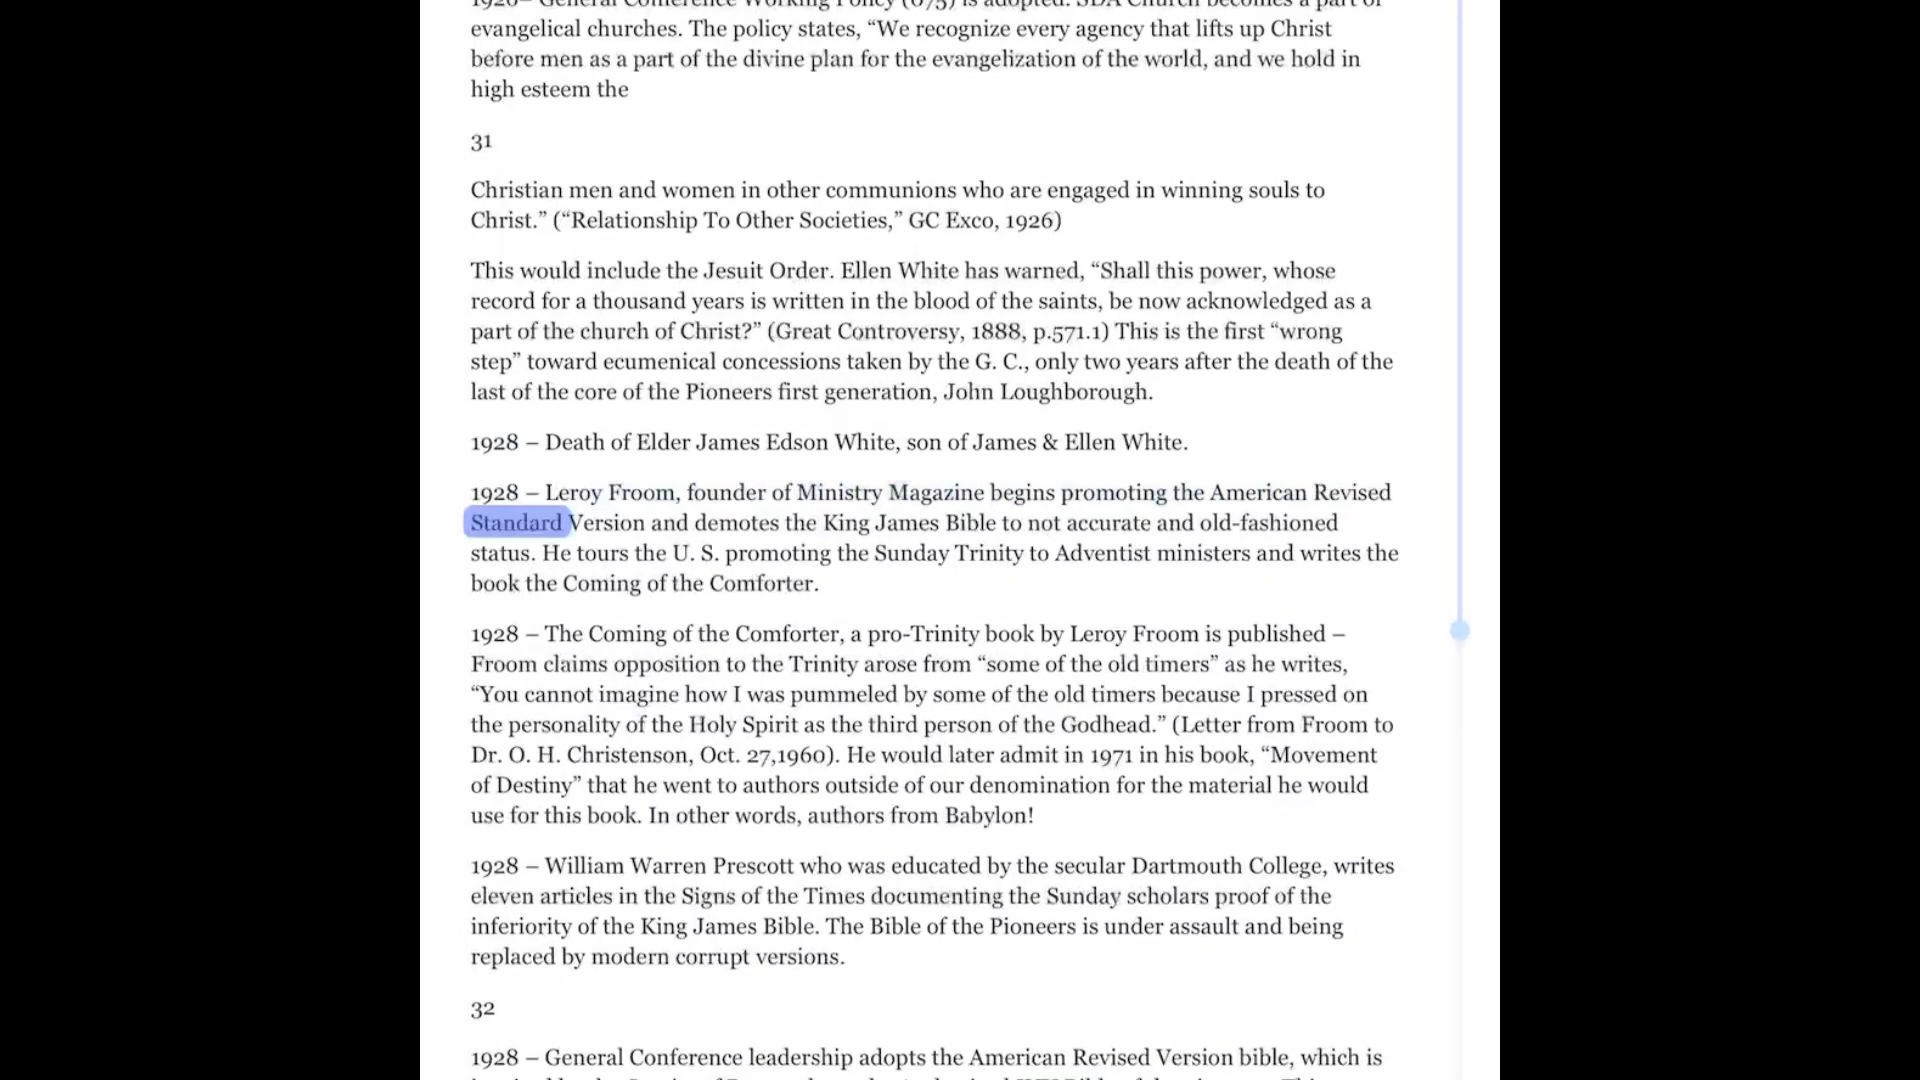 1926– General Conference Working Policy (075) is adopted. SDA Church becomes a part of
evangelical churches. The policy states, “We recognize every agency that lifts up Christ
before men as a part of the divine plan for the evangelization of the world, and we hold in
high esteem the
31
Christian men and women in other communions who are engaged in winning souls to
Christ.” (“Relationship To Other Societies,” GC Exco, 1926)
This would include the Jesuit Order. Ellen White has warned, “Shall this power, whose
record for a thousand years is written in the blood of the saints, be now acknowledged as a
part of the church of Christ?” (Great Controversy, 1888, p.571.1) This is the first “wrong
step” toward ecumenical concessions taken by the G. C., only two years after the death of the
last of the core of the Pioneers first generation, John Loughborough.
1928 – Death of Elder James Edson White, son of James & Ellen White.
1928 – Leroy Froom, founder of Ministry Magazine begins promoting the American Revised
Standard Version and demotes the King James Bible to not accurate and old-fashioned
status. He tours the U. S. promoting the Sunday Trinity to Adventist ministers and writes the
book the Coming of the Comforter.
1928 – The Coming of the Comforter, a pro-Trinity book by Leroy Froom is published –
Froom claims opposition to the Trinity arose from “some of the old timers” as he writes,
“You cannot imagine how I was pummeled by some of the old timers because I pressed on
the personality of the Holy Spirit as the third person of the Godhead.” (Letter from Froom to
Dr. O. H. Christenson, Oct. 27,1960). He would later admit in 1971 in his book, “Movement
of Destiny” that he went to authors outside of our denomination for the material he would
use for this book. In other words, authors from Babylon!
1928 – William Warren Prescott who was educated by the secular Dartmouth College, writes
eleven articles in the Signs of the Times documenting the Sunday scholars proof of the
inferiority of the King James Bible. The Bible of the Pioneers is under assault and being
replaced by modern corrupt versions.
32
1928 – General Conference leadership adopts the American Revised Version bible, which is